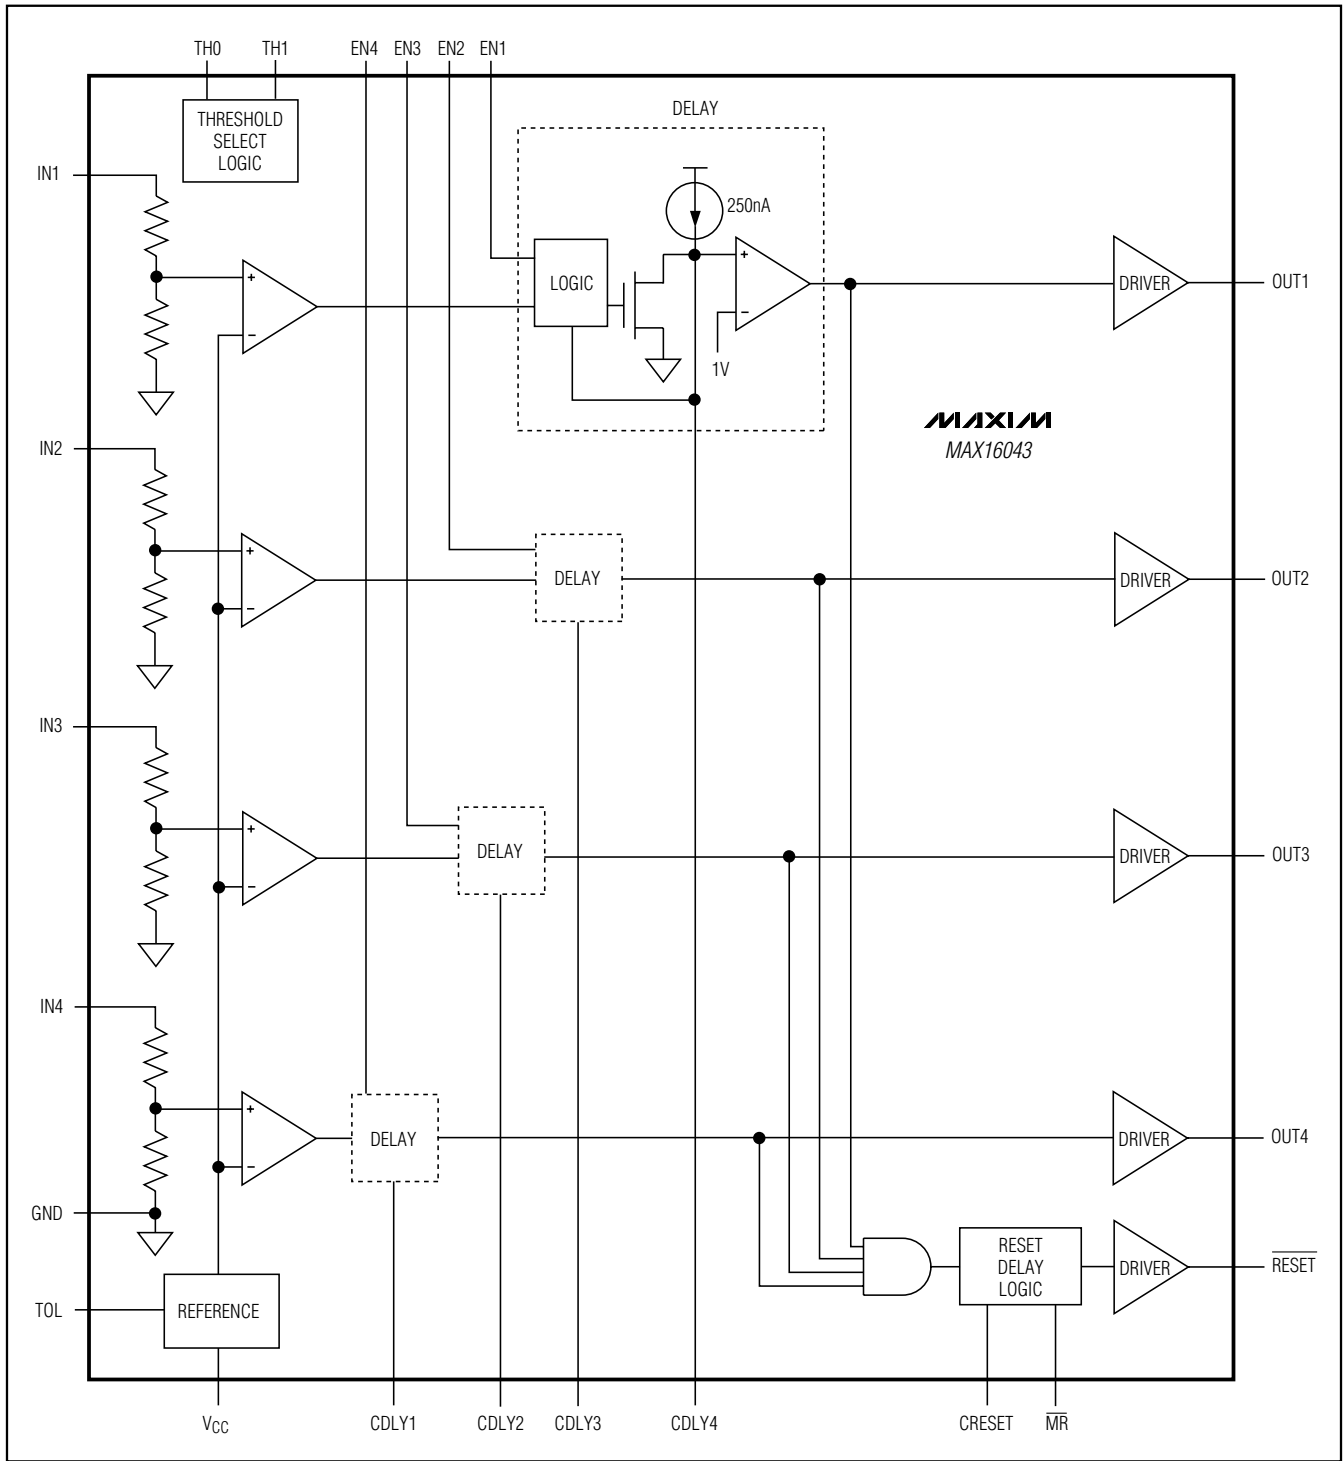 TH0 TH1 EN4 EN3 EN2 EN1
THRESHOLD
SELECT
LOGIC
DELAY
IN1
250nA
+
+
LOGIC
DRIVER
OUT1
−
−
1V
MAXIM
MAX16043
IN2
+
−
DELAY
DRIVER
OUT2
IN3
+
−
DELAY
DRIVER
OUT3
IN4
+
−
DELAY
DRIVER
OUT4
GND
RESET
DELAY
LOGIC
DRIVER
R̅E̅S̅E̅T̅
TOL
REFERENCE
VCC CDLY1 CDLY2 CDLY3 CDLY4 CRESET M̅R̅